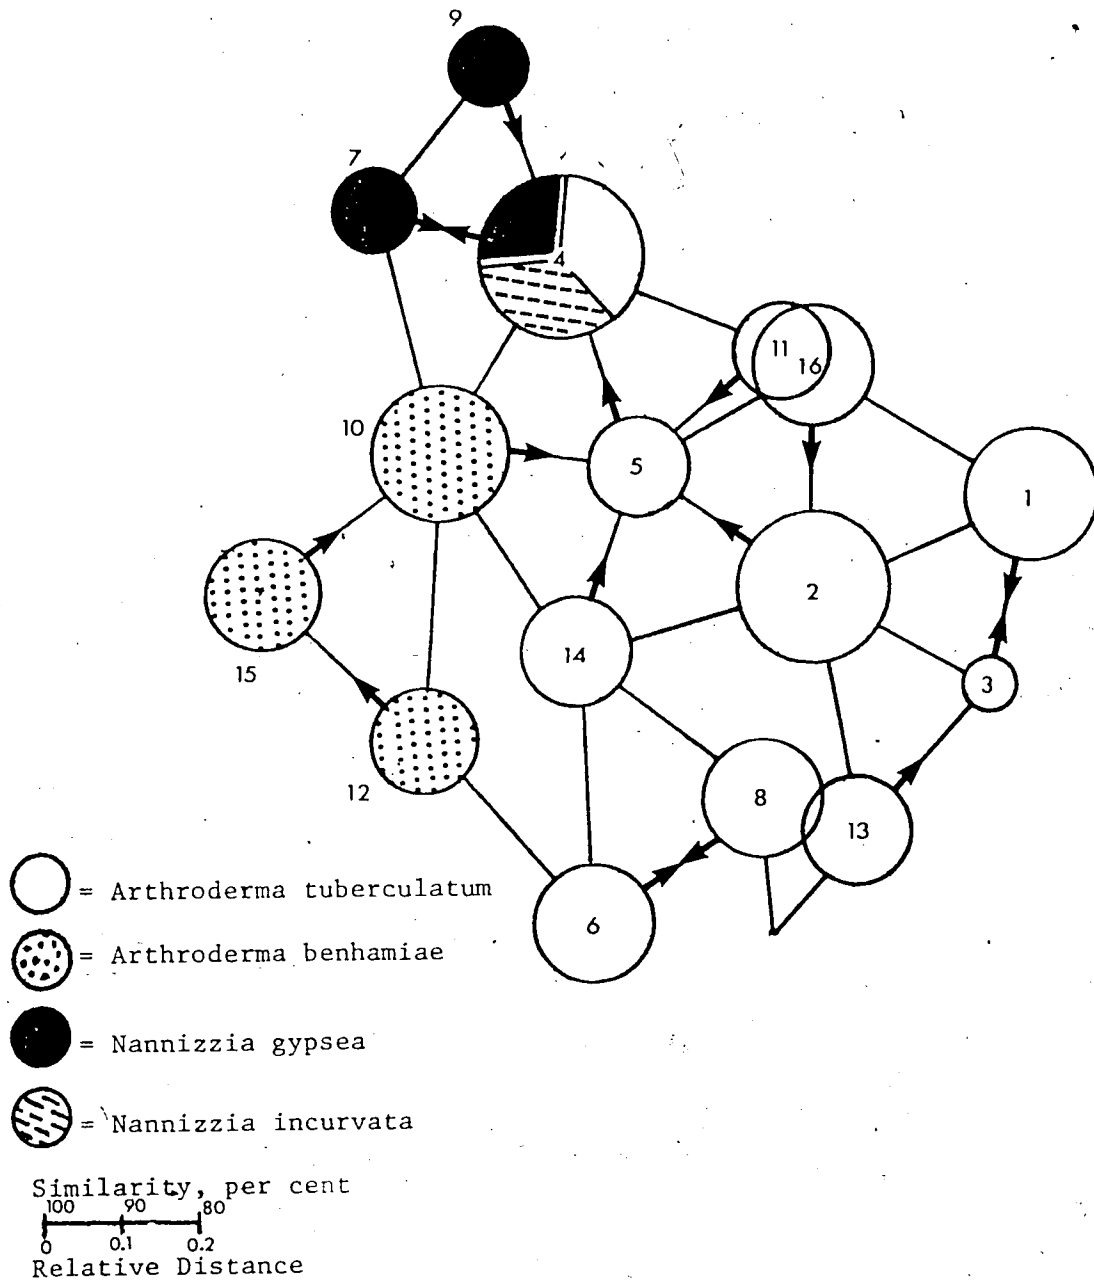 9
7
4
11
16
10
5
1
2
15
14
3
12
8
13
6
= Arthroderma tuberculatum
= Arthroderma benhamiae
= Nannizzia gypsea
= Nannizzia incurvata
Similarity, per cent
100 90 80
0 0.1 0.2
Relative Distance